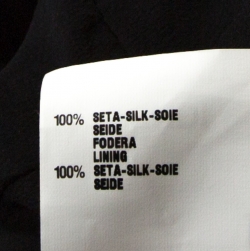 100% SETA-SILK-SOIE
SEIDE
FODERA
LINING
100% SETA-SILK-SOIE
SEIDE